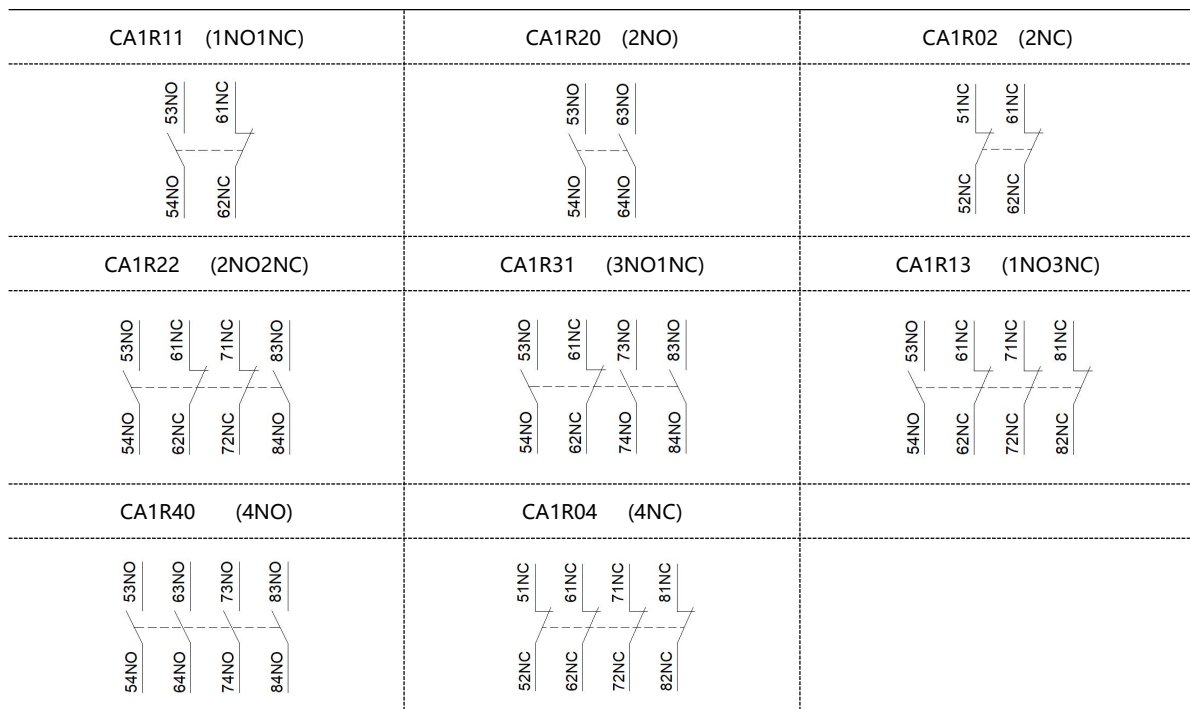 CA1R11 (1NO1NC)
CA1R20 (2NO)
CA1R02 (2NC)
53NO 61NC
54NO 62NC
53NO 63NO
54NO 64NO
51NC 61NC
52NC 62NC
CA1R22 (2NO2NC)
CA1R31 (3NO1NC)
CA1R13 (1NO3NC)
53NO 61NC 71NC 83NO
54NO 62NC 72NC 84NO
53NO 61NC 73NO 83NO
54NO 62NC 74NO 84NO
53NO 61NC 71NC 81NC
54NO 62NC 72NC 82NC
CA1R40 (4NO)
CA1R04 (4NC)
53NO 63NO 73NO 83NO
54NO 64NO 74NO 84NO
51NC 61NC 71NC 81NC
52NC 62NC 72NC 82NC